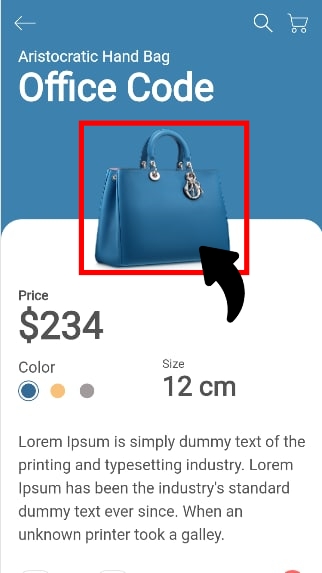 Aristocratic Hand Bag
Office Code
Price
$234
Color
Size
12 cm
Lorem Ipsum is simply dummy text of the
printing and typesetting industry. Lorem
Ipsum has been the industry's standard
dummy text ever since. When an
unknown printer took a galley.